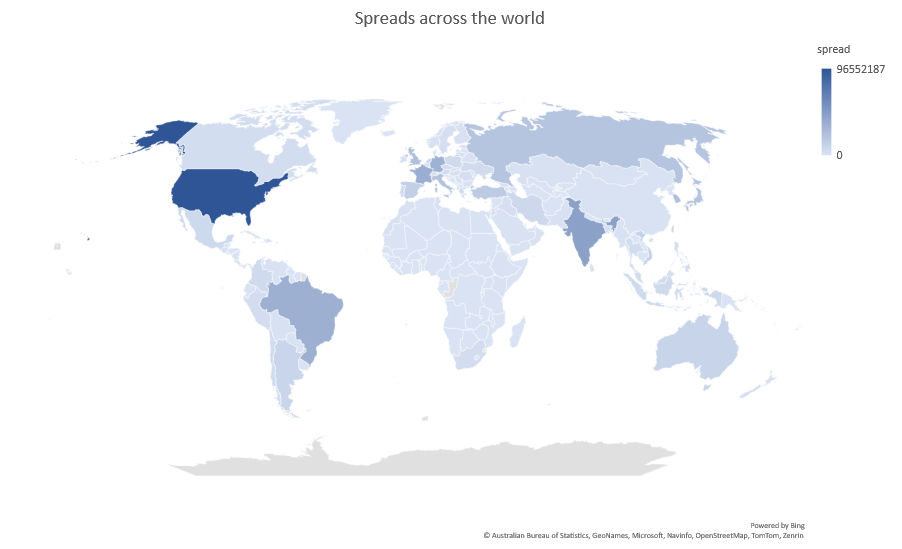 Spreads across the world
spread
96552187
0
Powered by Bing
© Australian Bureau of Statistics, GeoNames, Microsoft, Navinfo, OpenStreetMap, TomTom, Zenrin